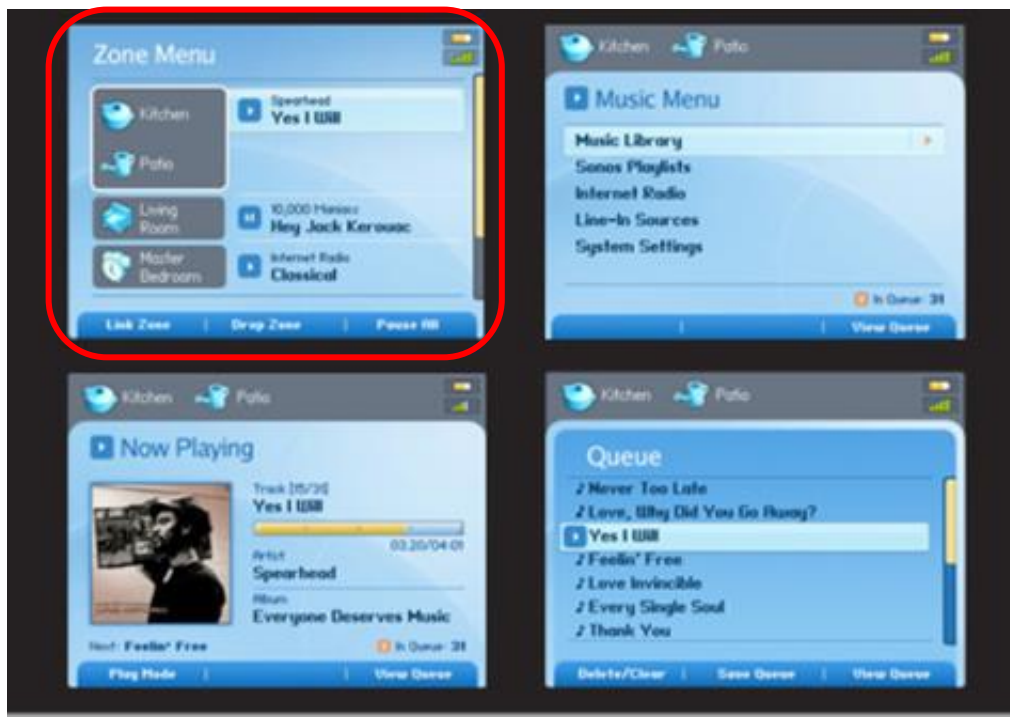 Zone Menu
Kitchen
Patio
Spearhead
Yes I Will
Living
Room
10,000 Maniacs
Hey Jack Kerouac
Master
Bedroom
Internet Radio
Classical
Link Zone | Drop Zone | Pause All
Kitchen Patio
Music Menu
Music Library
Sonos Playlists
Internet Radio
Line-In Sources
System Settings
In Queue: 31
View Queue
Kitchen Patio
Now Playing
Track [15/31]
Yes I Will
03:20/04:01
Artist
Spearhead
Album
Everyone Deserves Music
Next: Feelin' Free
In Queue: 31
Play Mode | View Queue
Kitchen Patio
Queue
Never Too Late
Love, Why Did You Go Away?
Yes I Will
Feelin' Free
Love Invincible
Every Single Soul
Thank You
Delete/Clear | Save Queue | View Queue